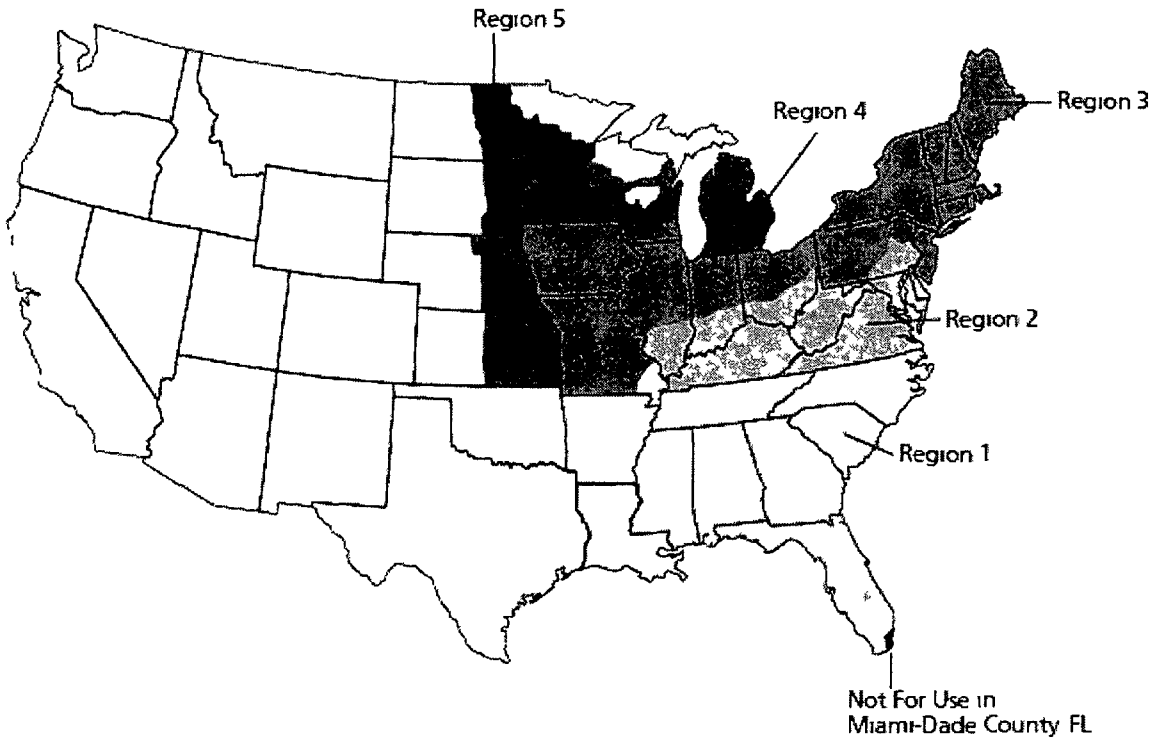 Region 5
Region 4
Region 3
Region 2
Region 1
Not For Use in
Miami-Dade County FL